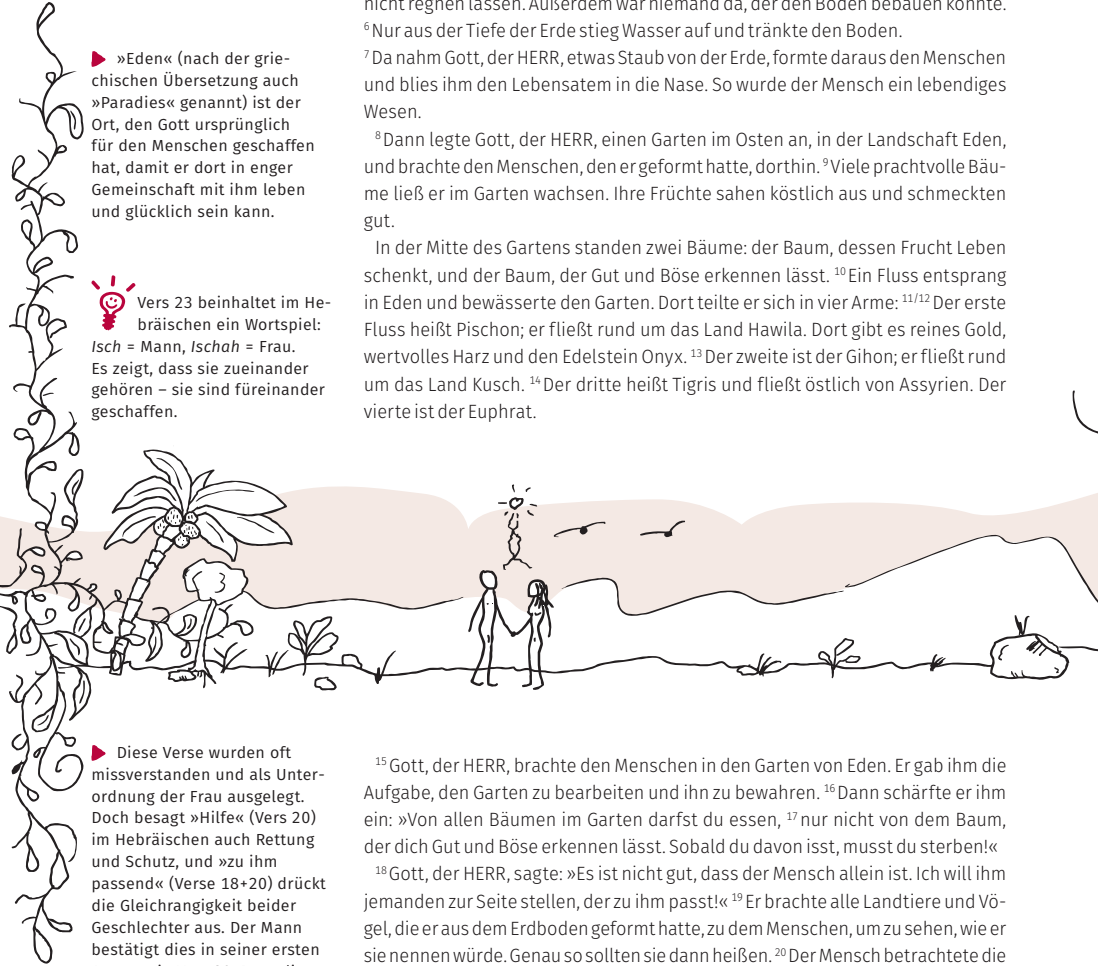 ▶ »Eden« (nach der grie-
chischen Übersetzung auch
»Paradies« genannt) ist der
Ort, den Gott ursprünglich
für den Menschen geschaffen
hat, damit er dort in enger
Gemeinschaft mit ihm leben
und glücklich sein kann.
Vers 23 beinhaltet im He-
bräischen ein Wortspiel:
Isch = Mann, Ischah = Frau.
Es zeigt, dass sie zueinander
gehören – sie sind füreinander
geschaffen.
nicht regnen lassen. Außerdem war niemand da, der den Boden bebauen konnte.
6 Nur aus der Tiefe der Erde stieg Wasser auf und tränkte den Boden.
7 Da nahm Gott, der HERR, etwas Staub von der Erde, formte daraus den Menschen
und blies ihm den Lebensatem in die Nase. So wurde der Mensch ein lebendiges
Wesen.
8 Dann legte Gott, der HERR, einen Garten im Osten an, in der Landschaft Eden,
und brachte den Menschen, den er geformt hatte, dorthin. 9 Viele prachtvolle Bäu-
me ließ er im Garten wachsen. Ihre Früchte sahen köstlich aus und schmeckten
gut.
In der Mitte des Gartens standen zwei Bäume: der Baum, dessen Frucht Leben
schenkt, und der Baum, der Gut und Böse erkennen lässt. 10 Ein Fluss entsprang
in Eden und bewässerte den Garten. Dort teilte er sich in vier Arme: 11/12 Der erste
Fluss heißt Pischon; er fließt rund um das Land Hawila. Dort gibt es reines Gold,
wertvolles Harz und den Edelstein Onyx. 13 Der zweite ist der Gihon; er fließt rund
um das Land Kusch. 14 Der dritte heißt Tigris und fließt östlich von Assyrien. Der
vierte ist der Euphrat.
▶ Diese Verse wurden oft
missverstanden und als Unter-
ordnung der Frau ausgelegt.
Doch besagt »Hilfe« (Vers 20)
im Hebräischen auch Rettung
und Schutz, und »zu ihm
passend« (Verse 18+20) drückt
die Gleichrangigkeit beider
Geschlechter aus. Der Mann
bestätigt dies in seiner ersten
15 Gott, der HERR, brachte den Menschen in den Garten von Eden. Er gab ihm die
Aufgabe, den Garten zu bearbeiten und ihn zu bewahren. 16 Dann schärfte er ihm
ein: »Von allen Bäumen im Garten darfst du essen, 17 nur nicht von dem Baum,
der dich Gut und Böse erkennen lässt. Sobald du davon isst, musst du sterben!«
18 Gott, der HERR, sagte: »Es ist nicht gut, dass der Mensch allein ist. Ich will ihm
jemanden zur Seite stellen, der zu ihm passt!« 19 Er brachte alle Landtiere und Vö-
gel, die er aus dem Erdboden geformt hatte, zu dem Menschen, um zu sehen, wie er
sie nennen würde. Genau so sollten sie dann heißen. 20 Der Mensch betrachtete die